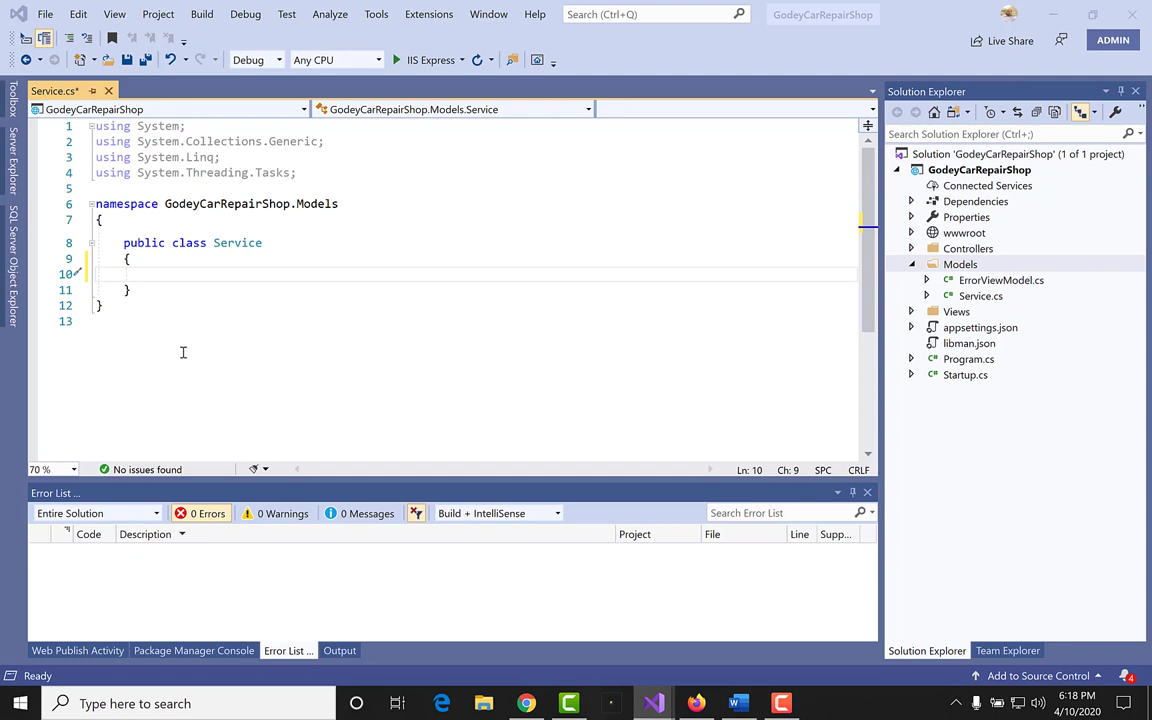 File Edit View Project Build Debug Test Analyze Tools Extensions Window Help Search (Ctrl+Q) GodeyCarRepairShop
Live Share ADMIN
Debug Any CPU IIS Express
Service.cs*
GodeyCarRepairShop GodeyCarRepairShop.Models.Service
1 using System;
2 using System.Collections.Generic;
3 using System.Linq;
4 using System.Threading.Tasks;
5
6 namespace GodeyCarRepairShop.Models
7 {
8 public class Service
9 {
10
11 }
12 }
13
70 % No issues found Ln: 10 Ch: 9 SPC CRLF
Toolbox
Server Explorer
SQL Server Object Explorer
Solution Explorer
Search Solution Explorer (Ctrl+;)
Solution 'GodeyCarRepairShop' (1 of 1 project)
GodeyCarRepairShop
Connected Services
Dependencies
Properties
wwwroot
Controllers
Models
ErrorViewModel.cs
Service.cs
Views
appsettings.json
libman.json
Program.cs
Startup.cs
Error List ...
Entire Solution 0 Errors 0 Warnings 0 Messages Build + IntelliSense Search Error List
Code Description Project File Line Supp...
Web Publish Activity Package Manager Console Error List ... Output
Solution Explorer Team Explorer
Ready Add to Source Control 4
Type here to search
6:18 PM
4/10/2020